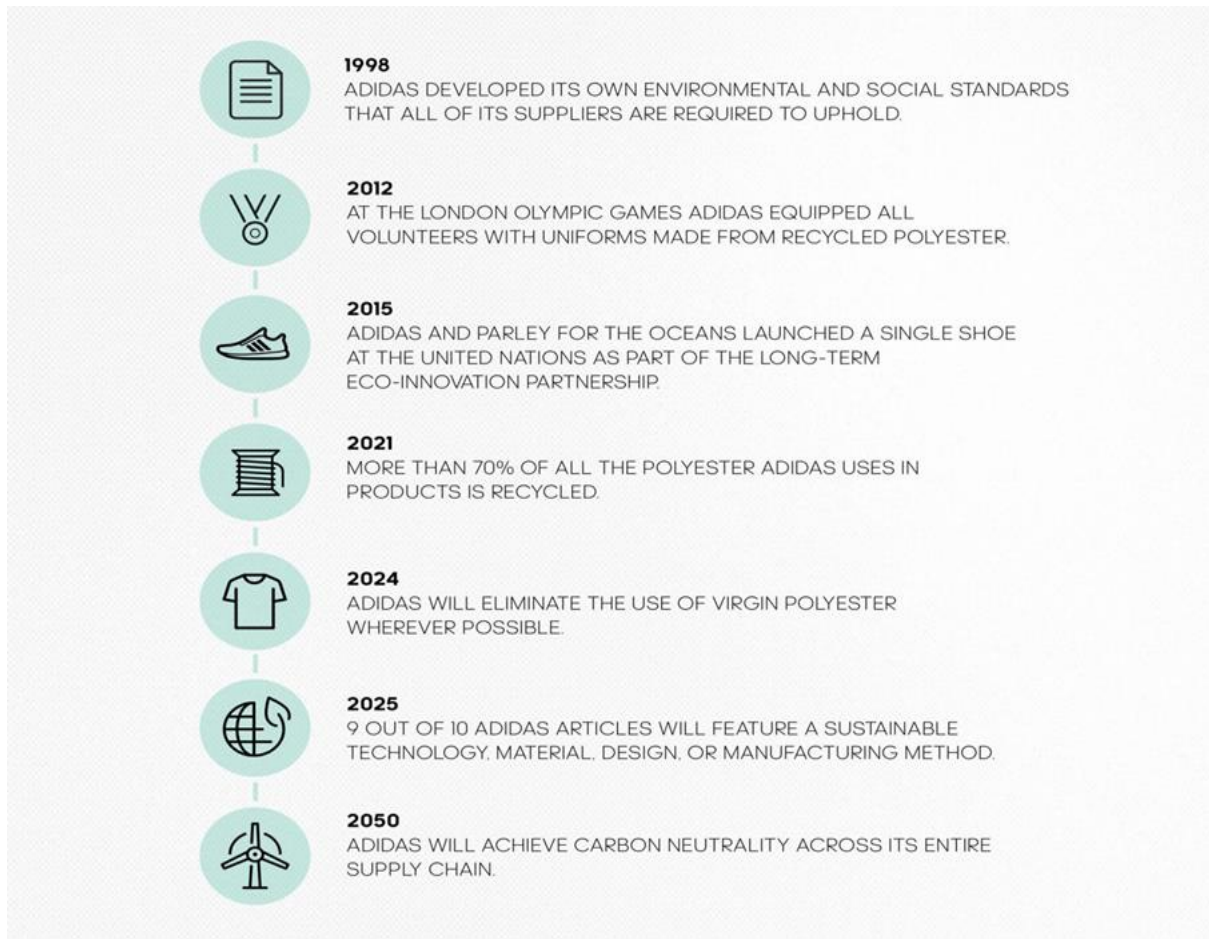 1998
ADIDAS DEVELOPED ITS OWN ENVIRONMENTAL AND SOCIAL STANDARDS
THAT ALL OF ITS SUPPLIERS ARE REQUIRED TO UPHOLD.
2012
AT THE LONDON OLYMPIC GAMES ADIDAS EQUIPPED ALL
VOLUNTEERS WITH UNIFORMS MADE FROM RECYCLED POLYESTER.
2015
ADIDAS AND PARLEY FOR THE OCEANS LAUNCHED A SINGLE SHOE
AT THE UNITED NATIONS AS PART OF THE LONG-TERM
ECO-INNOVATION PARTNERSHIP.
2021
MORE THAN 70% OF ALL THE POLYESTER ADIDAS USES IN
PRODUCTS IS RECYCLED.
2024
ADIDAS WILL ELIMINATE THE USE OF VIRGIN POLYESTER
WHEREVER POSSIBLE.
2025
9 OUT OF 10 ADIDAS ARTICLES WILL FEATURE A SUSTAINABLE
TECHNOLOGY, MATERIAL, DESIGN, OR MANUFACTURING METHOD.
2050
ADIDAS WILL ACHIEVE CARBON NEUTRALITY ACROSS ITS ENTIRE
SUPPLY CHAIN.